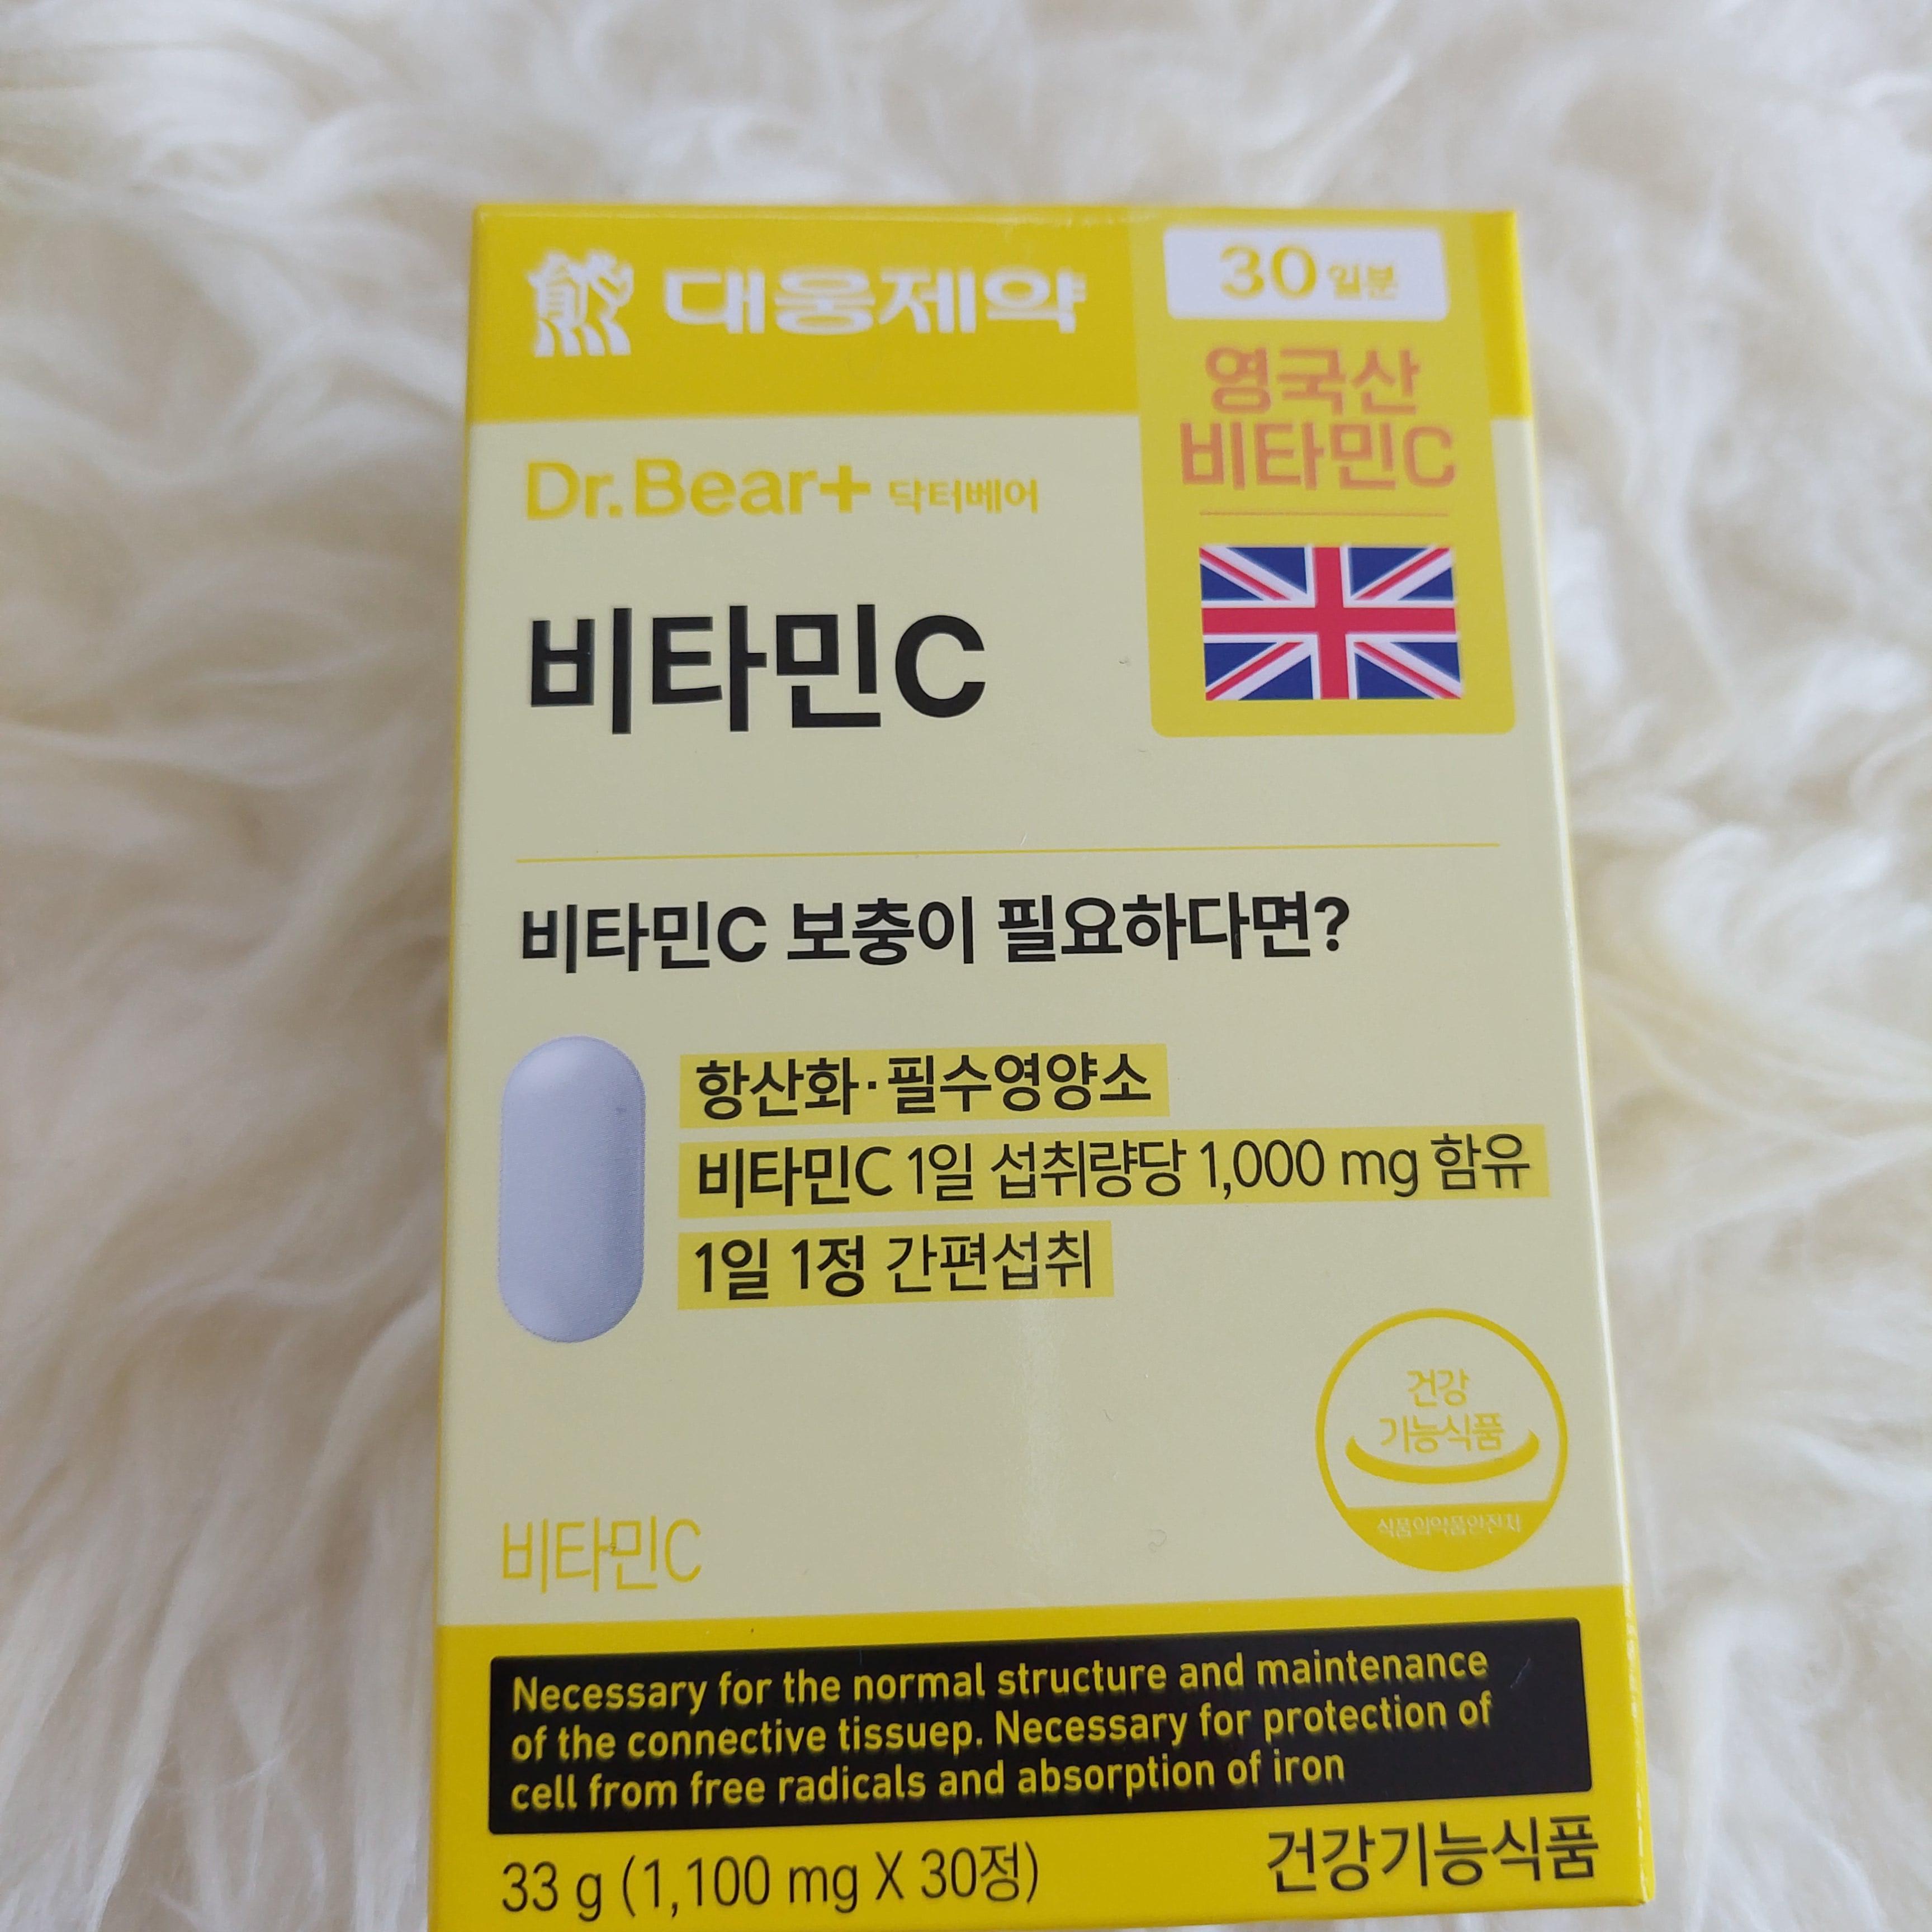 대웅제약
30일분
영국산
비타민C
Dr.Bear+ 닥터베어
비타민C
비타민C 보충이 필요하다면?
항산화·필수영양소
비타민C 1일 섭취량당 1,000 mg 함유
1일 1정 간편섭취
건강
기능식품
식품의약품안전처
비타민C
Necessary for the normal structure and maintenance
of the connective tissuep. Necessary for protection of
cell from free radicals and absorption of iron
33 g (1,100 mg X 30정)
건강기능식품